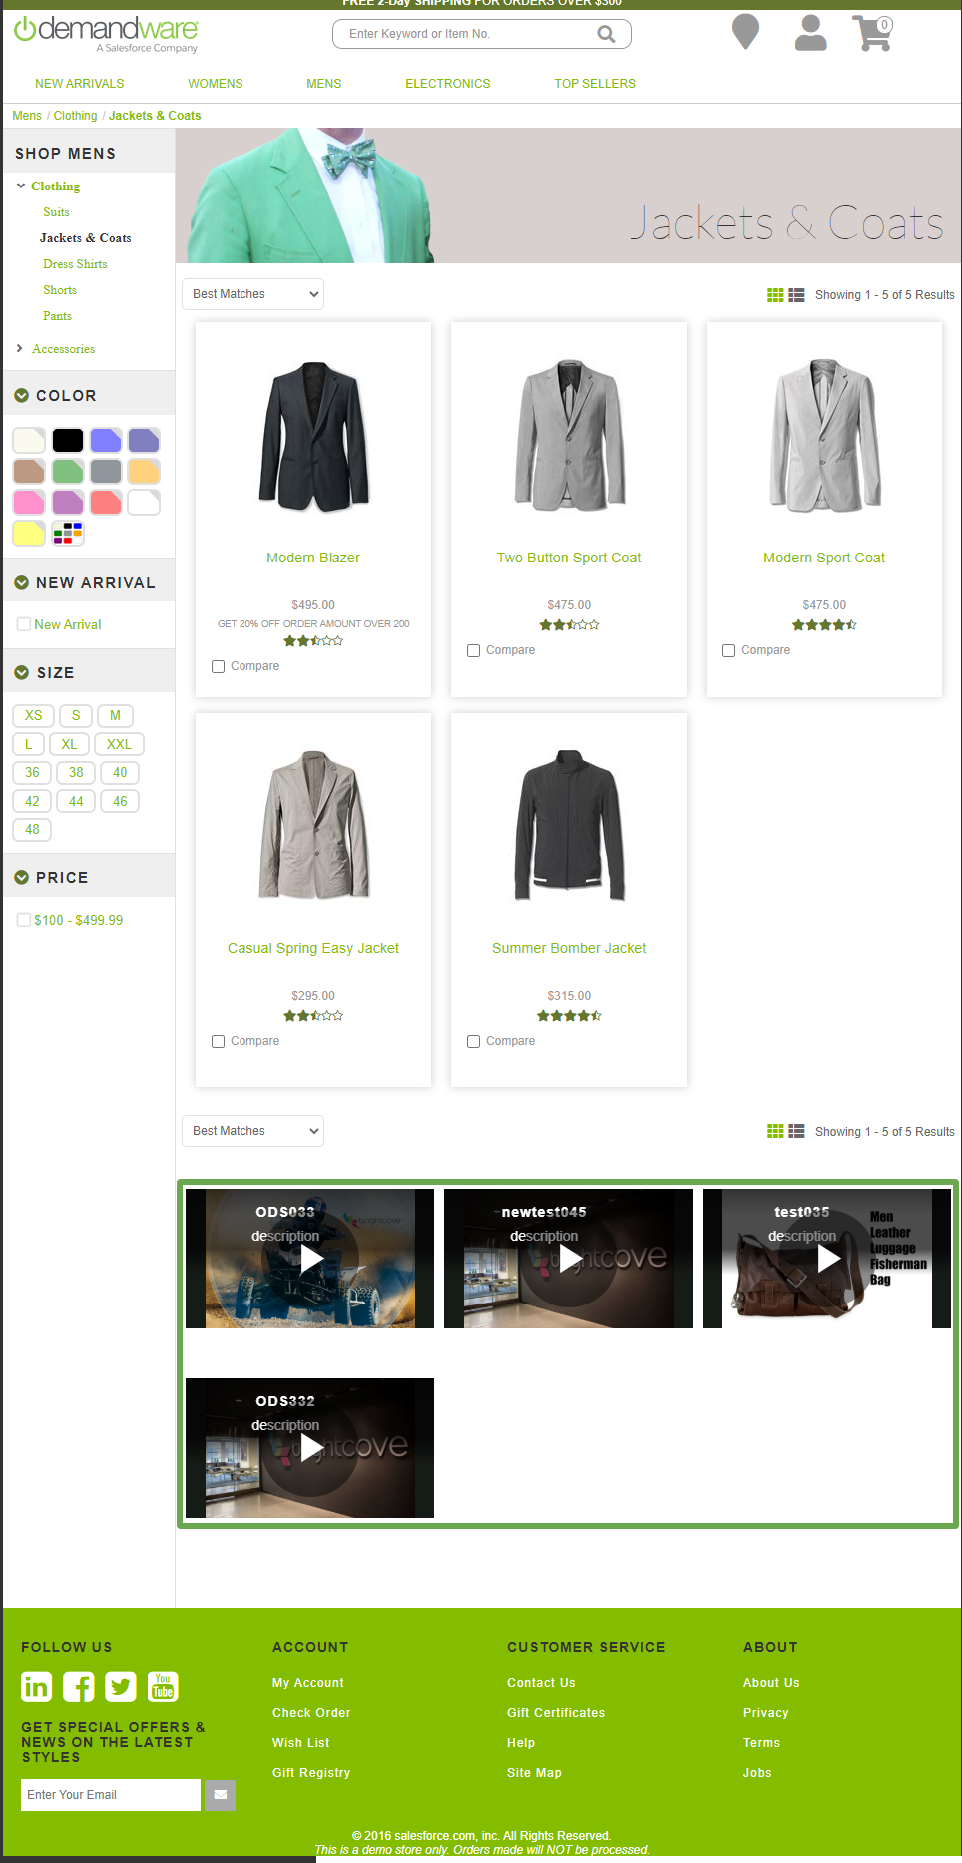 FREE 2-Day SHIPPING FOR ORDERS OVER $300
demandware
A Salesforce Company
Enter Keyword or Item No.
0
NEW ARRIVALS WOMENS MENS ELECTRONICS TOP SELLERS
Mens / Clothing / Jackets & Coats
SHOP MENS
Clothing
Suits
Jackets & Coats
Dress Shirts
Shorts
Pants
Accessories
COLOR
NEW ARRIVAL
New Arrival
SIZE
XS S M
L XL XXL
36 38 40
42 44 46
48
PRICE
$100 - $499.99
Jackets & Coats
Best Matches
Showing 1 - 5 of 5 Results
Modern Blazer
$495.00
GET 20% OFF ORDER AMOUNT OVER 200
Compare
Two Button Sport Coat
$475.00
Compare
Modern Sport Coat
$475.00
Compare
Casual Spring Easy Jacket
$295.00
Compare
Summer Bomber Jacket
$315.00
Compare
Best Matches
Showing 1 - 5 of 5 Results
ODS033
description
brightcove
newtest045
description
brightcove
test035
description
Men
Leather
Luggage
Fisherman
Bag
ODS332
description
brightcove
FOLLOW US
in
You
Tube
GET SPECIAL OFFERS &
NEWS ON THE LATEST
STYLES
Enter Your Email
ACCOUNT
My Account
Check Order
Wish List
Gift Registry
CUSTOMER SERVICE
Contact Us
Gift Certificates
Help
Site Map
ABOUT
About Us
Privacy
Terms
Jobs
© 2016 salesforce.com, inc. All Rights Reserved.
This is a demo store only. Orders made will NOT be processed.